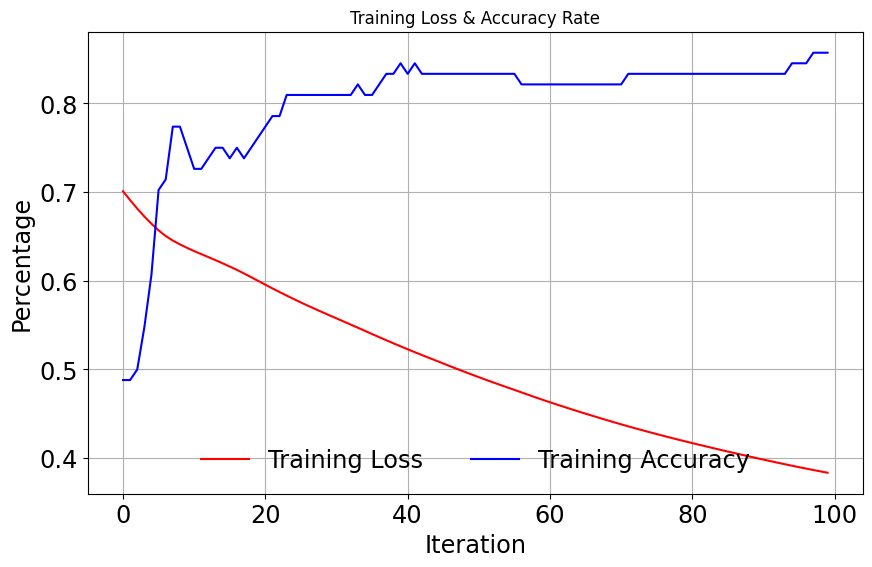 Training Loss & Accuracy Rate
Percentage
0.8
0.7
0.6
0.5
0.4
Training Loss Training Accuracy
0 20 40 60 80 100
Iteration